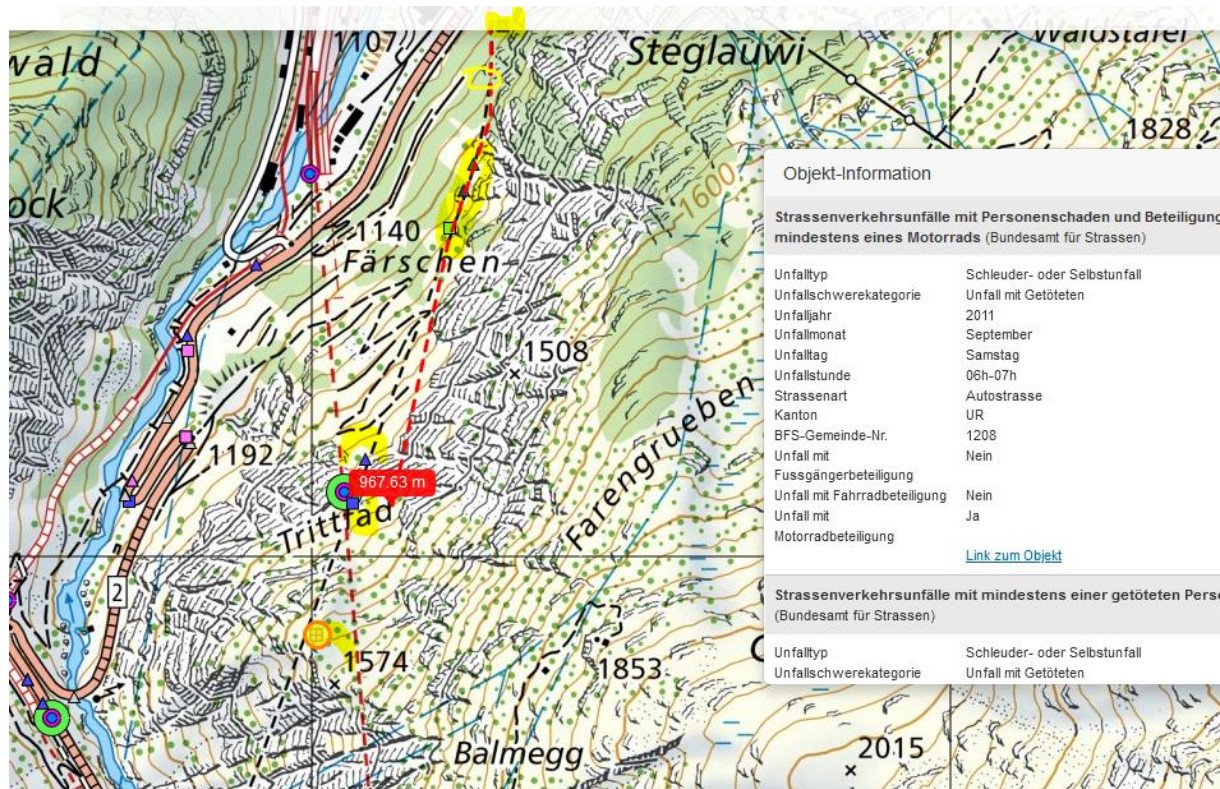 1107
Steglauwi
Waldstafel
wald
1828
1600
ock
1140
Färschen
1508
1192
967.63 m
Trittfad
Farengrueben
2
1574
1853
Balmegg
2015
Objekt-Information
Strassenverkehrsunfälle mit Personenschaden und Beteiligung
mindestens eines Motorrads (Bundesamt für Strassen)
Unfalltyp Schleuder- oder Selbstunfall
Unfallschwerekategorie Unfall mit Getöteten
Unfalljahr 2011
Unfallmonat September
Unfalltag Samstag
Unfallstunde 06h-07h
Strassenart Autostrasse
Kanton UR
BFS-Gemeinde-Nr. 1208
Unfall mit Nein
Fussgängerbeteiligung
Unfall mit Fahrradbeteiligung Nein
Unfall mit Ja
Motorradbeteiligung
Link zum Objekt
Strassenverkehrsunfälle mit mindestens einer getöteten Perso
(Bundesamt für Strassen)
Unfalltyp Schleuder- oder Selbstunfall
Unfallschwerekategorie Unfall mit Getöteten